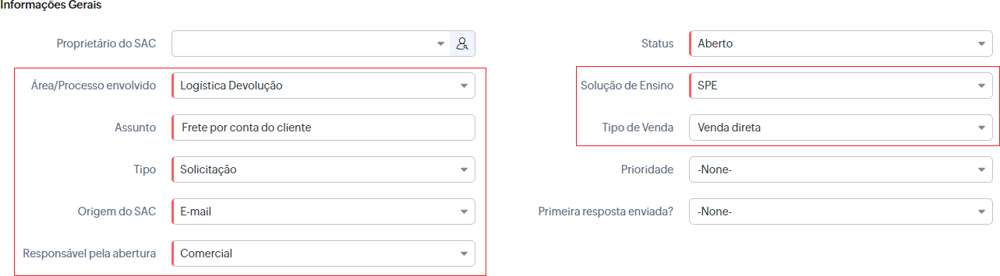 Informações Gerais
Proprietário do SAC
Status Aberto
Área/Processo envolvido Logística Devolução
Solução de Ensino SPE
Assunto Frete por conta do cliente
Tipo de Venda Venda direta
Tipo Solicitação
Prioridade -None-
Origem do SAC E-mail
Primeira resposta enviada? -None-
Responsável pela abertura Comercial